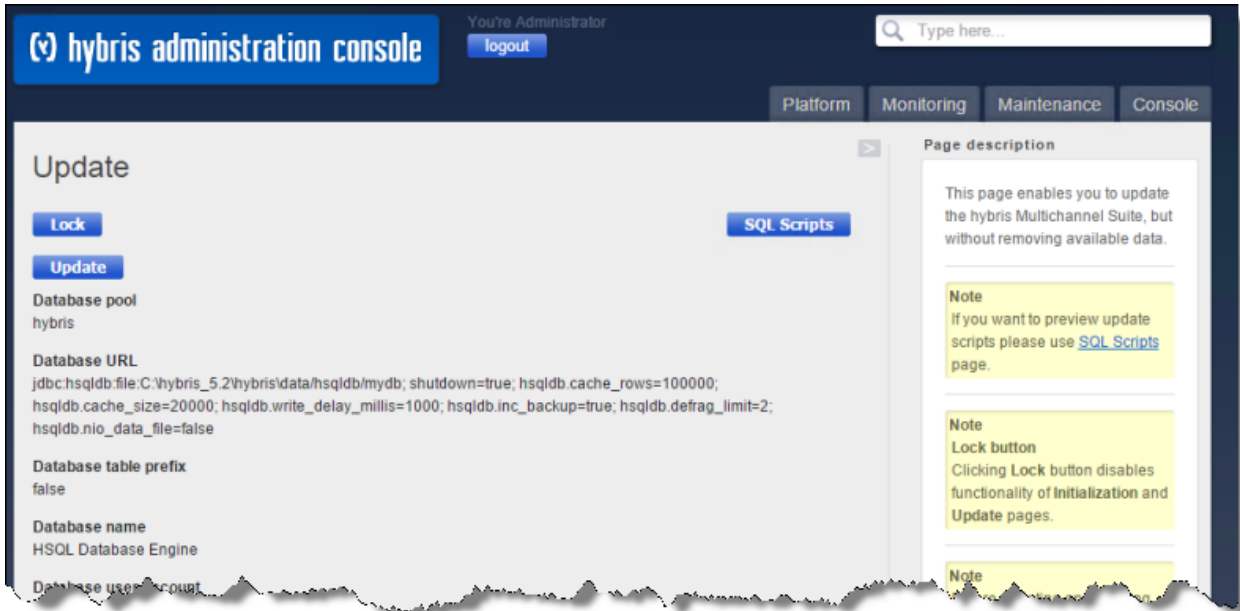 (v) hybris administration console
You're Administrator
logout
Type here...
Platform
Monitoring
Maintenance
Console
Update
Lock
SQL Scripts
Update
Database pool
hybris
Database URL
jdbc:hsqldb:file:C:\hybris_5.2\hybris\data/hsqldb/mydb; shutdown=true; hsqldb.cache_rows=100000;
hsqldb.cache_size=20000; hsqldb.write_delay_millis=1000; hsqldb.inc_backup=true; hsqldb.defrag_limit=2;
hsqldb.nio_data_file=false
Database table prefix
false
Database name
HSQL Database Engine
Database user account
>
Page description
This page enables you to update
the hybris Multichannel Suite, but
without removing available data.
Note
If you want to preview update
scripts please use SQL Scripts
page.
Note
Lock button
Clicking Lock button disables
functionality of Initialization and
Update pages.
Note